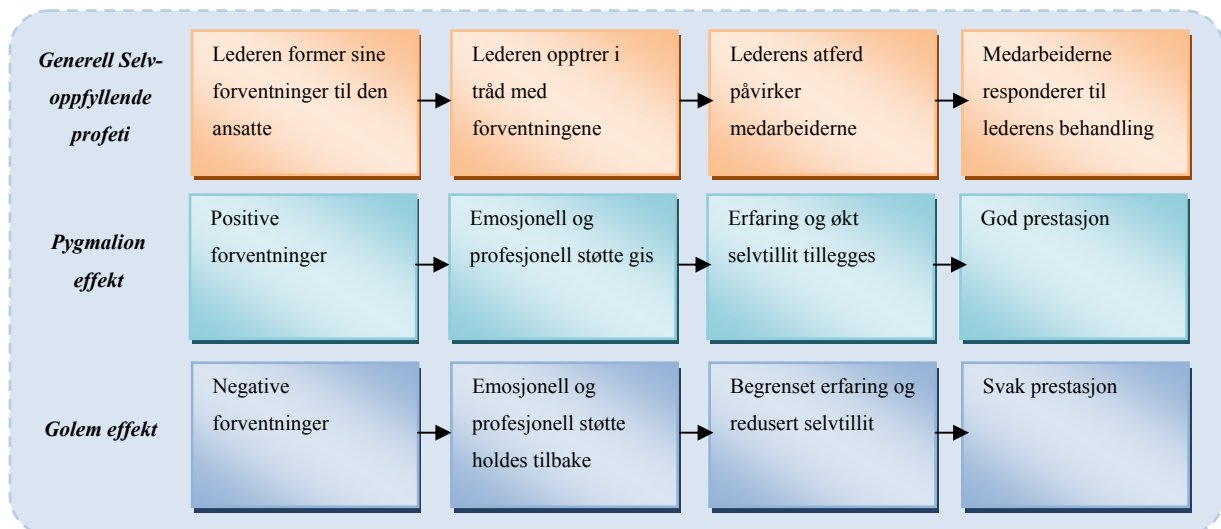 Generell Selv-
oppfyllende
profeti
Lederen former sine
forventninger til den
ansatte
Lederen opptrer i
tråd med
forventningene
Lederens atferd
påvirker
medarbeiderne
Medarbeiderne
responderer til
lederens behandling
Pygmalion
effekt
Positive
forventninger
Emosjonell og
profesjonell støtte gis
Erfaring og økt
selvtillit tillegges
God prestasjon
Golem effekt
Negative
forventninger
Emosjonell og
profesjonell støtte
holdes tilbake
Begrenset erfaring og
redusert selvtillit
Svak prestasjon